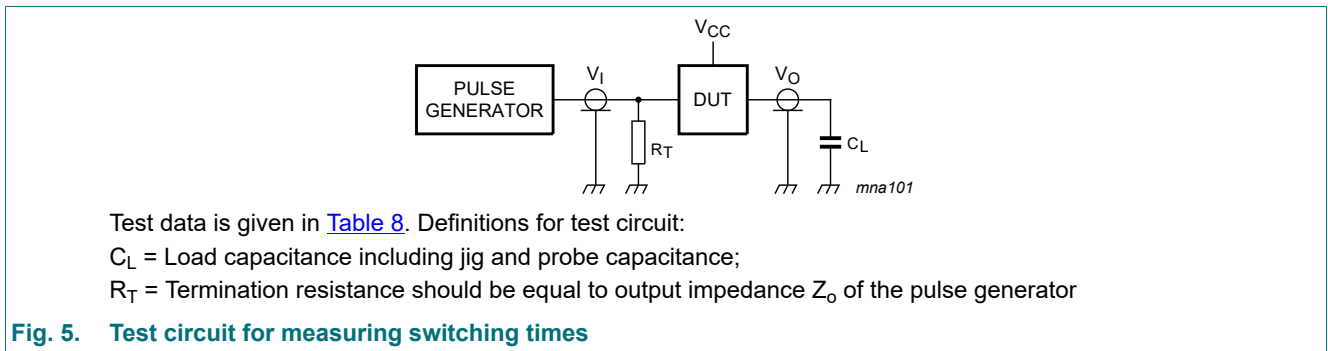 VCC
PULSE
GENERATOR
VI
DUT
VO
RT
CL
mna101
Test data is given in Table 8. Definitions for test circuit:
CL = Load capacitance including jig and probe capacitance;
RT = Termination resistance should be equal to output impedance Zo of the pulse generator
Fig. 5. Test circuit for measuring switching times